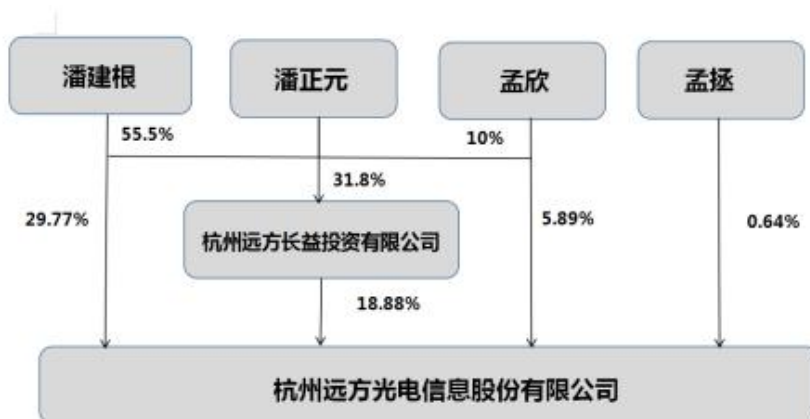 潘建根
潘正元
孟欣
孟拯
55.5%
10%
31.8%
29.77%
5.89%
0.64%
杭州远方长益投资有限公司
18.88%
杭州远方光电信息股份有限公司